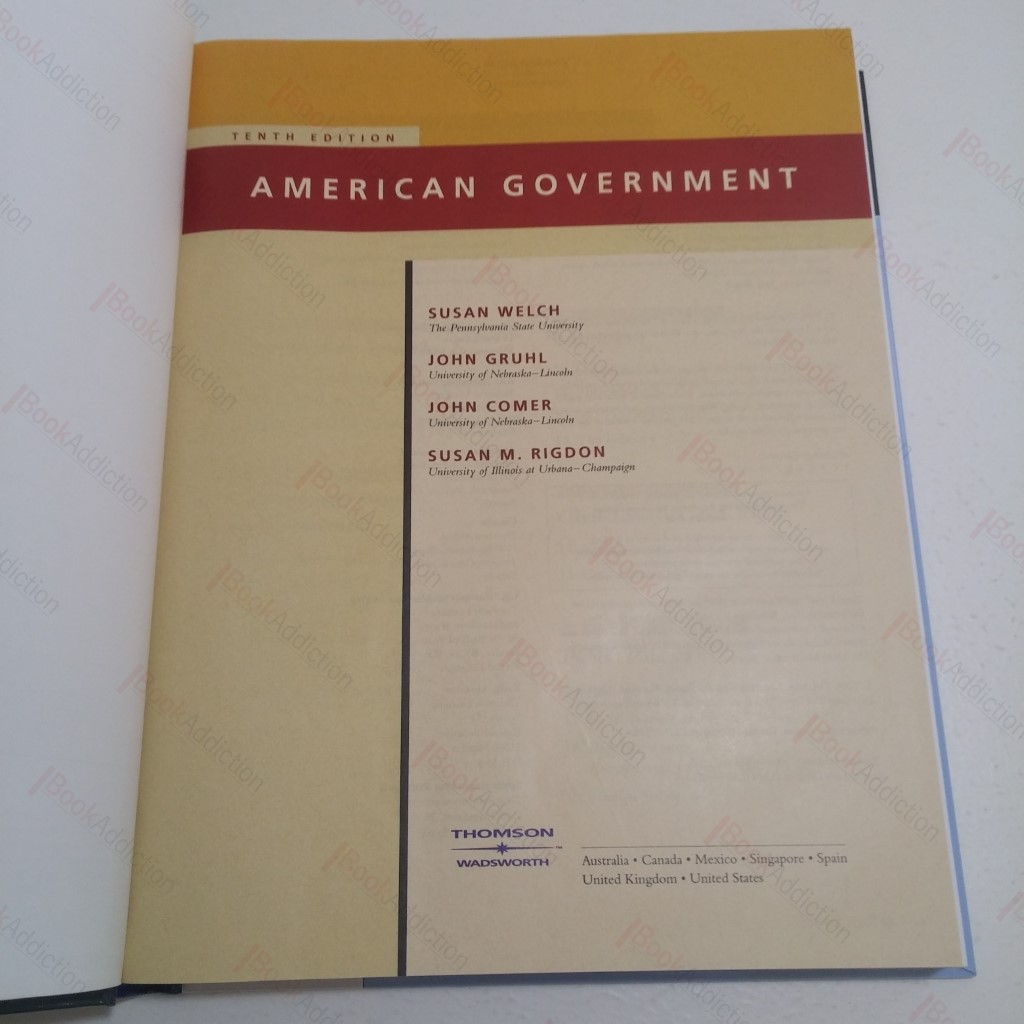 TENTH EDITION
AMERICAN GOVERNMENT
SUSAN WELCH
The Pennsylvania State University
JOHN GRUHL
University of Nebraska–Lincoln
JOHN COMER
University of Nebraska–Lincoln
SUSAN M. RIGDON
University of Illinois at Urbana–Champaign
THOMSON
™
WADSWORTH
Australia • Canada • Mexico • Singapore • Spain
United Kingdom • United States
BookAddiction